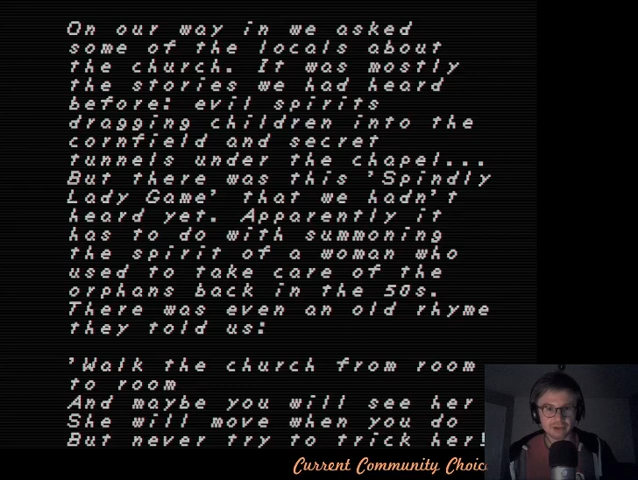 On our way in we asked
some of the locals about
the church. It was mostly
the stories we had heard
before: evil spirits
dragging children into the
cornfield and secret
tunnels under the chapel...
But there was this 'Spindly
Lady Game' that we hadn't
heard yet. Apparently it
has to do with summoning
the spirit of a woman who
used to take care of the
orphans back in the 50s.
There was even an old rhyme
they told us:
'Walk the church from room
to room
And maybe you will see her
She will move when you do
But never try to trick her!
Current Community Choic